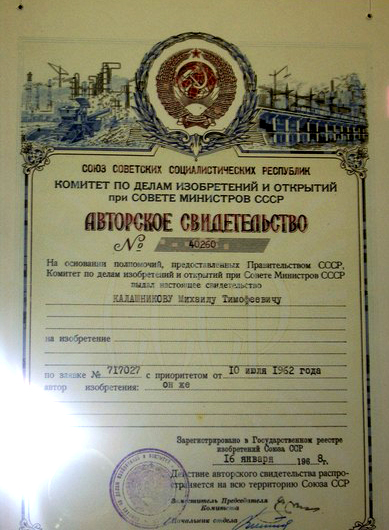 СОЮЗ СОВЕТСКИХ СОЦИАЛИСТИЧЕСКИХ РЕСПУБЛИК
КОМИТЕТ ПО ДЕЛАМ ИЗОБРЕТЕНИЙ И ОТКРЫТИЙ
при СОВЕТЕ МИНИСТРОВ СССР
АВТОРСКОЕ СВИДЕТЕЛЬСТВО
№ 40260
На основании полномочий, предоставленных Правительством СССР,
Комитет по делам изобретений и открытий при Совете Министров СССР
выдал настоящее свидетельство
КАЛАШНИКОВУ Михаилу Тимофеевичу
на изобретение
по заявке № 717027 с приоритетом от 10 июля 1962 года
автор изобретения: он же
Зарегистрировано в Государственном реестре
изобретений Союза ССР
16 января 1968г.
Действие авторского свидетельства распро-
страняется на всю территорию Союза ССР
Заместитель Председателя
Комитета
Начальник отдела